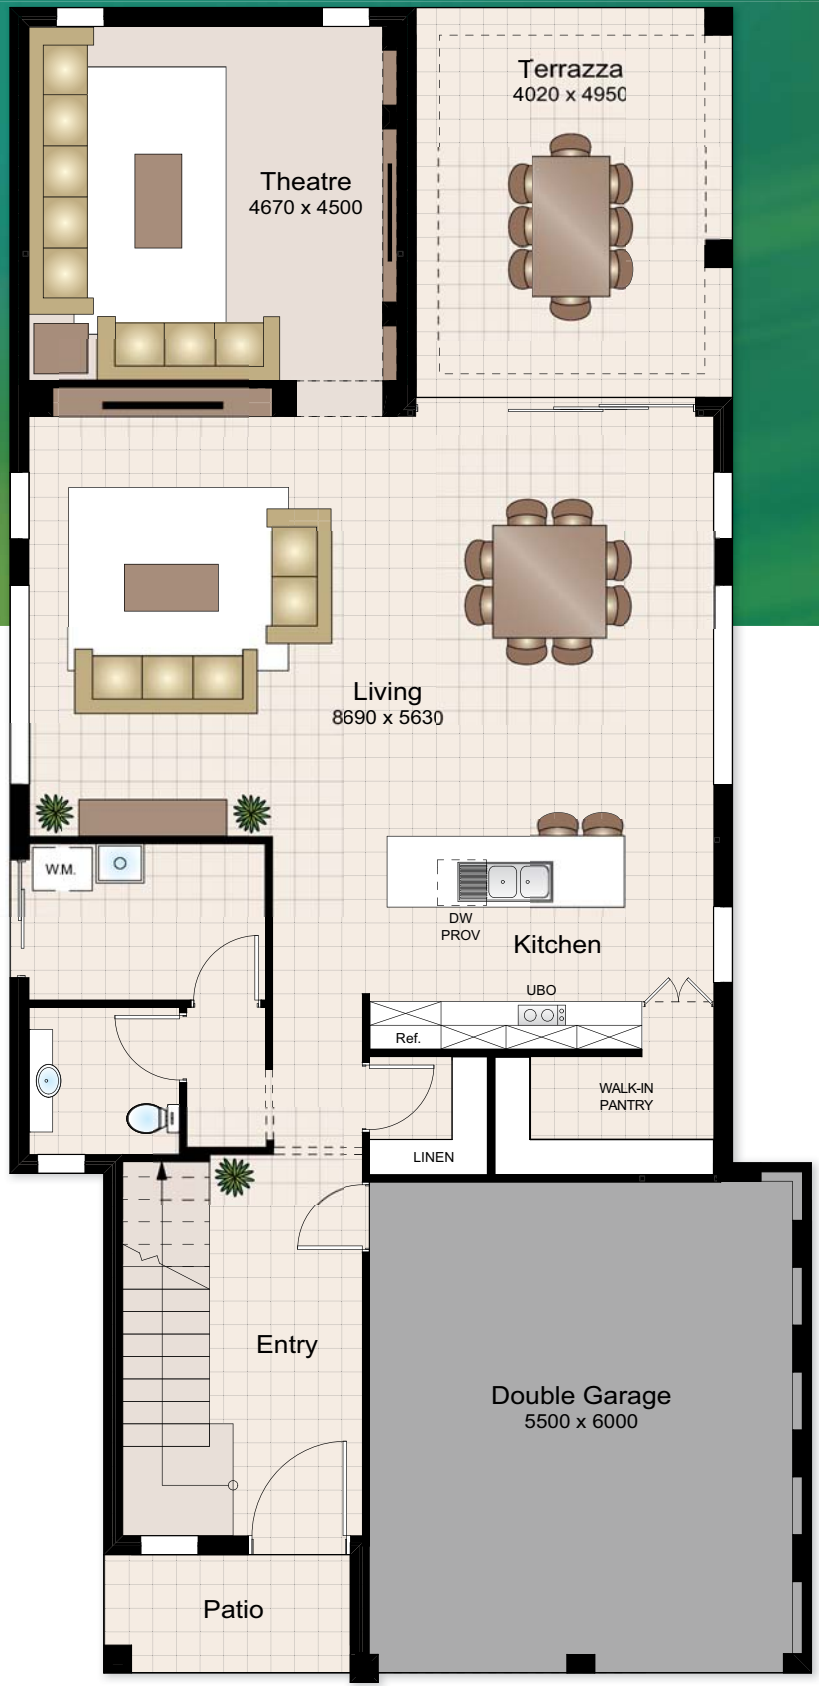 Terrazza
4020 x 4950
Theatre
4670 x 4500
Living
8690 x 5630
W.M.
DW
PROV
Kitchen
UBO
Ref.
WALK-IN
PANTRY
LINEN
Entry
Double Garage
5500 x 6000
Patio